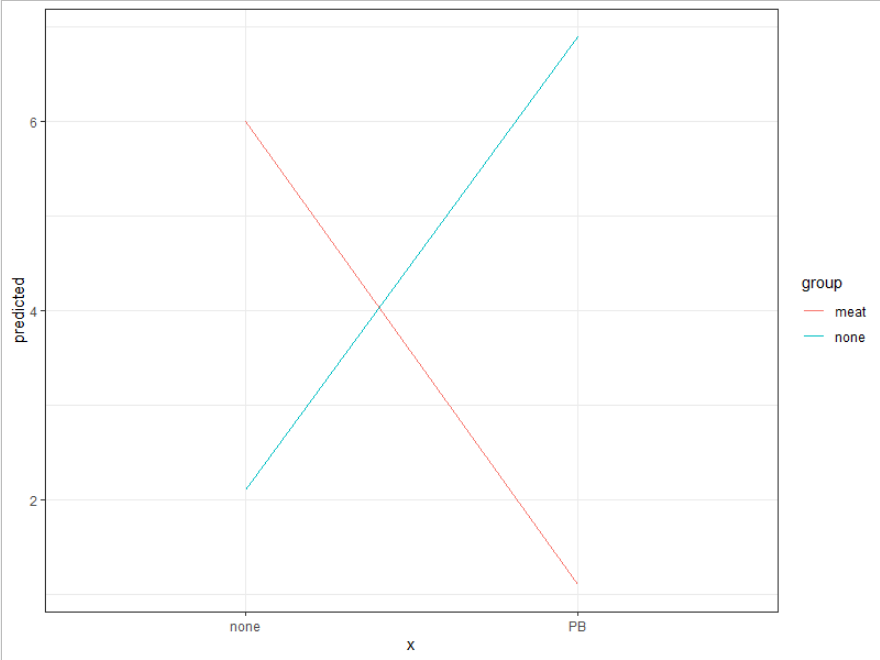 6
4
2
predicted
none
PB
x
group
meat
none